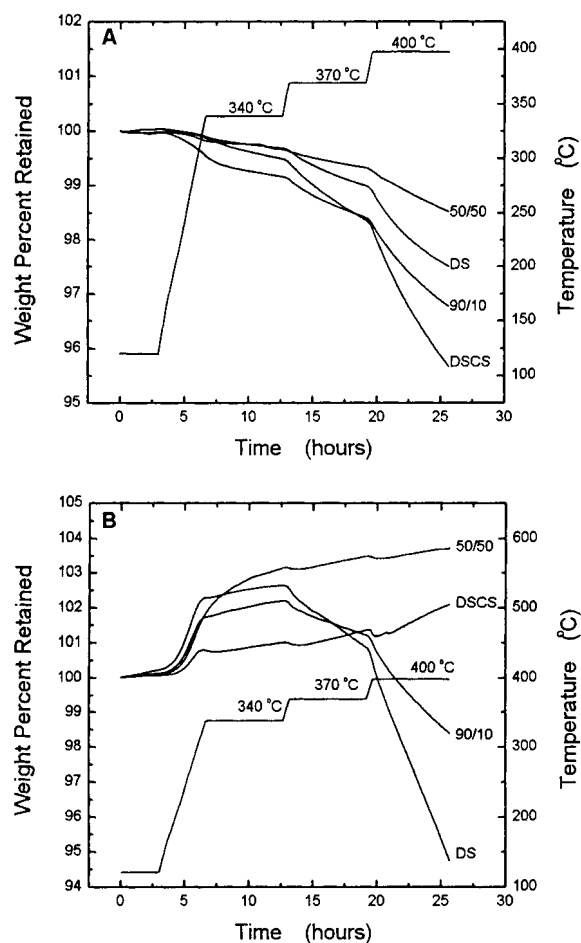 A
102
101
100
99
98
97
96
95
Weight Percent Retained
400
350
300
250
200
150
100
Temperature (°C)
340 °C
370 °C
400 °C
50/50
DS
90/10
DSCS
0 5 10 15 20 25 30
Time (hours)
B
105
104
103
102
101
100
99
98
97
96
95
94
Weight Percent Retained
600
500
400
300
200
100
Temperature (°C)
50/50
DSCS
340 °C
370 °C
400 °C
90/10
DS
0 5 10 15 20 25 30
Time (hours)